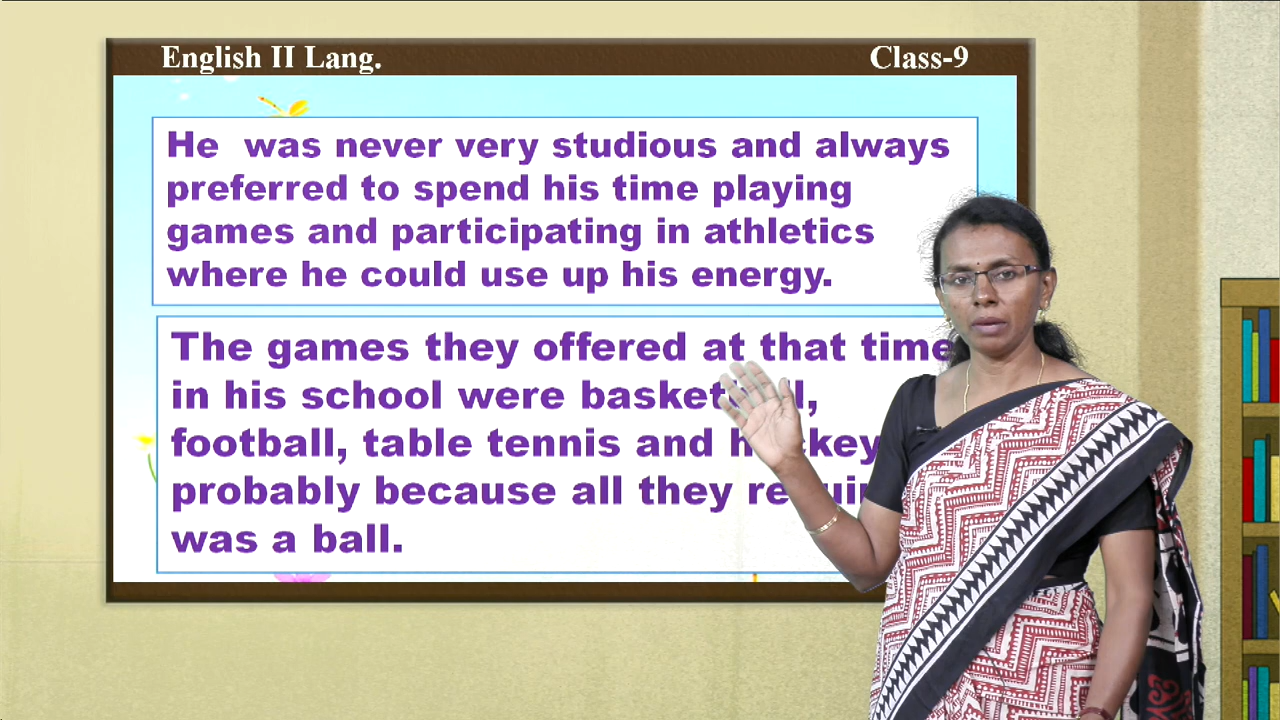 English II Lang. Class-9
He was never very studious and always
preferred to spend his time playing
games and participating in athletics
where he could use up his energy.
The games they offered at that time
in his school were basketball,
football, table tennis and hockey
probably because all they
was a ball.